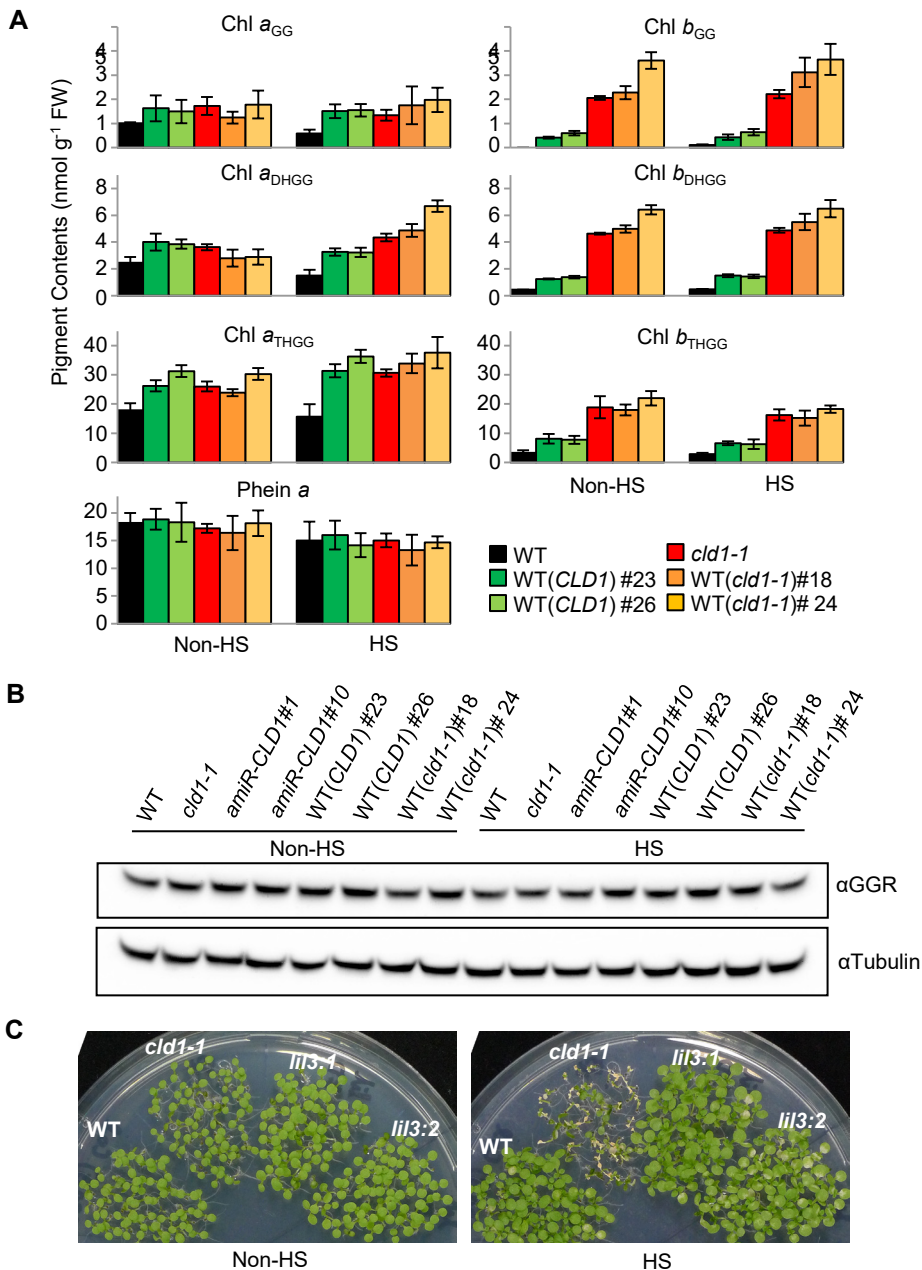 A
Pigment Contents (nmol g⁻¹ FW)
Chl aGG
4
3
2
1
0
Chl bGG
4
3
2
1
0
Chl aDHGG
8
6
4
2
0
Chl bDHGG
8
6
4
2
0
Chl aTHGG
40
30
20
10
0
Chl bTHGG
40
30
20
10
0
Non-HS HS
Phein a
20
15
10
5
0
Non-HS HS
WT
WT(CLD1) #23
WT(CLD1) #26
cld1-1
WT(cld1-1)#18
WT(cld1-1)# 24
B
WT cld1-1 amiR-CLD1#1 amiR-CLD1#10 WT(CLD1) #23 WT(CLD1) #26 WT(cld1-1)#18 WT(cld1-1)# 24 WT cld1-1 amiR-CLD1#1 amiR-CLD1#10 WT(CLD1) #23 WT(CLD1) #26 WT(cld1-1)#18 WT(cld1-1)# 24
Non-HS HS
αGGR
αTubulin
C
cld1-1
lil3:1
WT
lil3:2
Non-HS
cld1-1
lil3:1
WT
lil3:2
HS